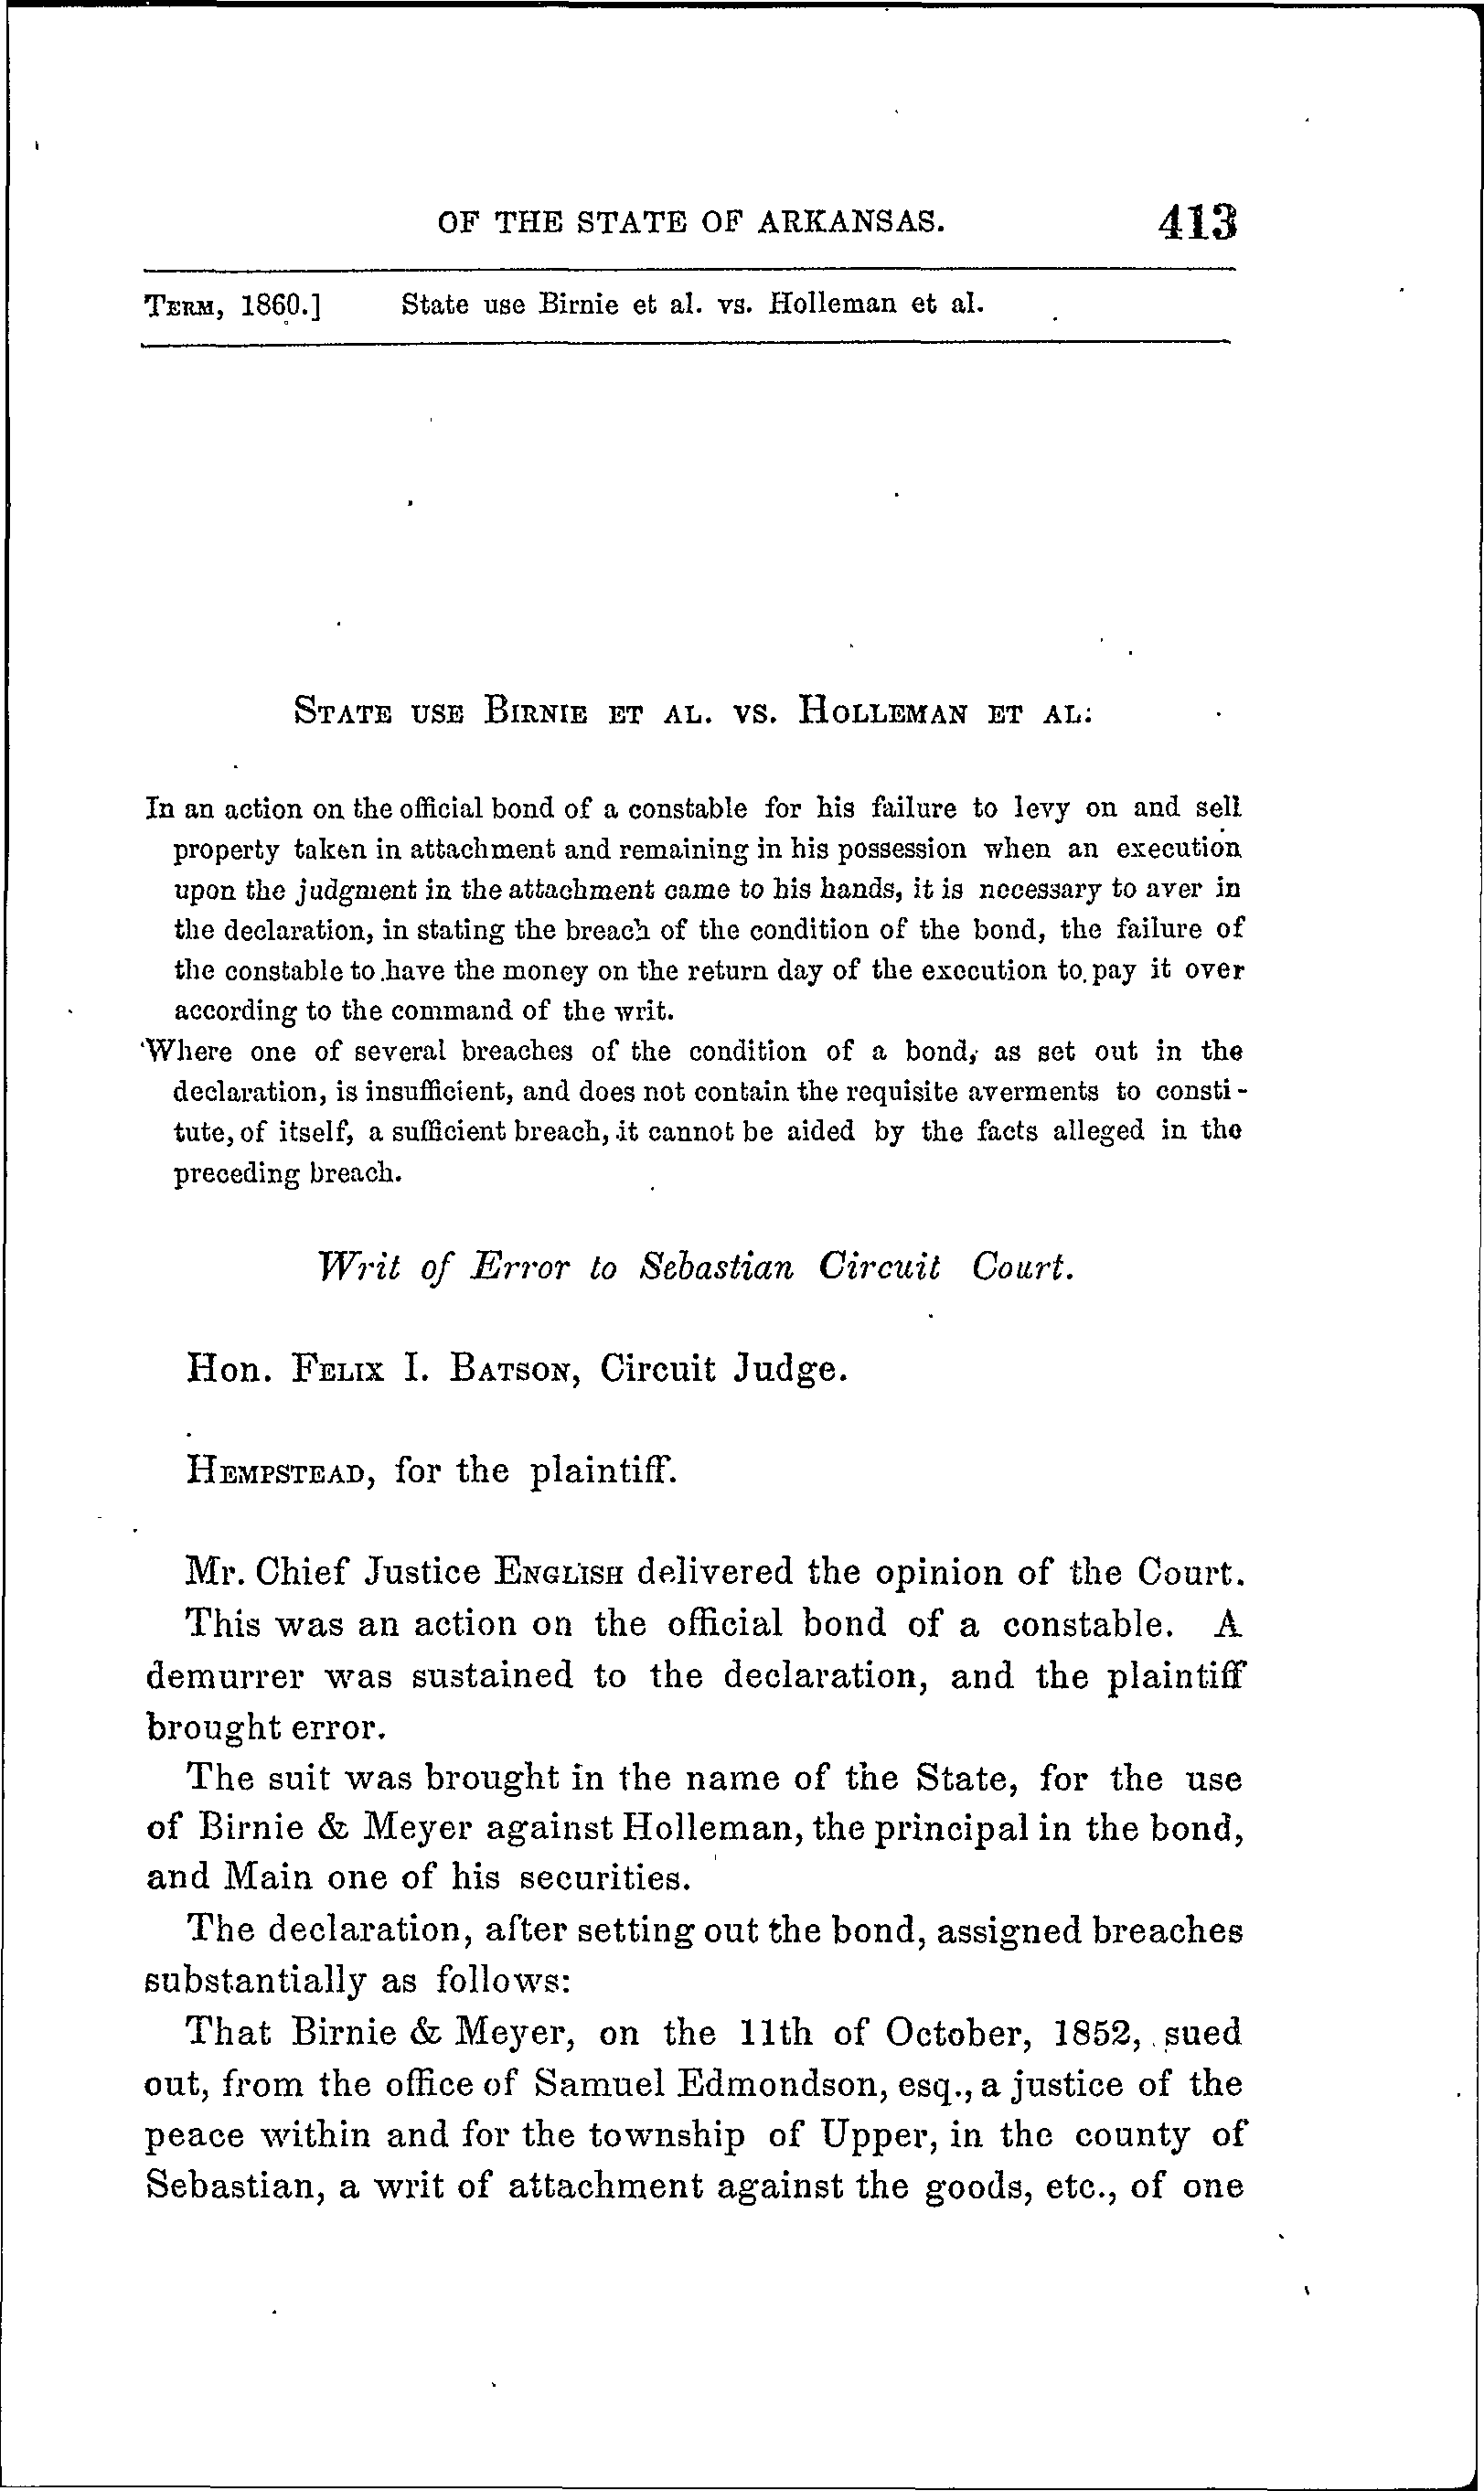 OF THE STATE OF ARKANSAS. 413
TERM, 1860.] State use Birnie et al. vs. Holleman et al.
STATE USE BIRNIE ET AL. VS. HOLLEMAN ET AL:
In an action on the official bond of a constable for his failure to levy on and sell
property taken in attachment and remaining in his possession when an execution
upon the judgment in the attachment came to his hands, it is necessary to aver in
the declaration, in stating the breach of the condition of the bond, the failure of
the constable to have the money on the return day of the execution to pay it over
according to the command of the writ.
Where one of several breaches of the condition of a bond, as set out in the
declaration, is insufficient, and does not contain the requisite averments to consti-
tute, of itself, a sufficient breach, it cannot be aided by the facts alleged in the
preceding breach.
Writ of Error to Sebastian Circuit Court.
Hon. FELIX I. BATSON, Circuit Judge.
HEMPSTEAD, for the plaintiff.
Mr. Chief Justice ENGLISH delivered the opinion of the Court.
This was an action on the official bond of a constable. A
demurrer was sustained to the declaration, and the plaintiff
brought error.
The suit was brought in the name of the State, for the use
of Birnie & Meyer against Holleman, the principal in the bond,
and Main one of his securities.
The declaration, after setting out the bond, assigned breaches
substantially as follows:
That Birnie & Meyer, on the 11th of October, 1852, sued
out, from the office of Samuel Edmondson, esq., a justice of the
peace within and for the township of Upper, in the county of
Sebastian, a writ of attachment against the goods, etc., of one